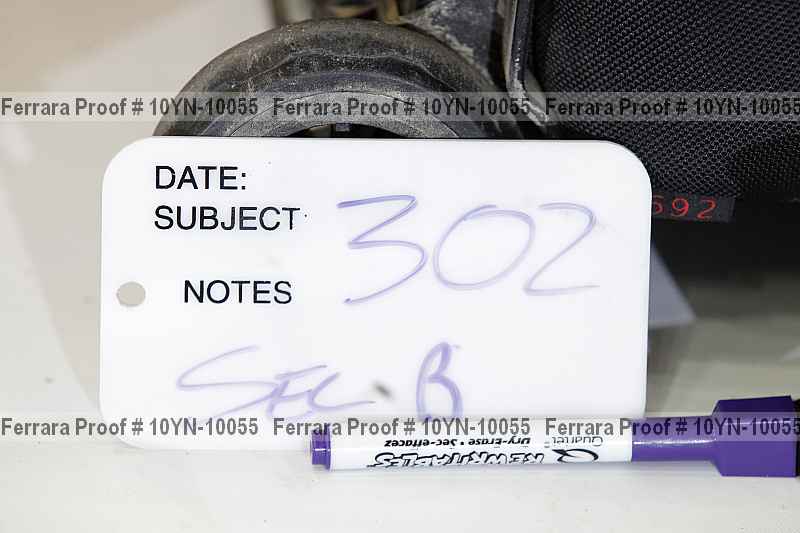 Ferrara Proof # 10YN-10055 Ferrara Proof # 10YN-10055 Ferrara Proof # 10YN-10055
DATE:
SUBJECT: 302
592
NOTES
SEC B
Ferrara Proof # 10YN-10055 Ferrara Proof # 10YN-10055 Ferrara Proof # 10YN-10055
Quartet
Dry-Erase • Sec-effacez
REWRITABLES